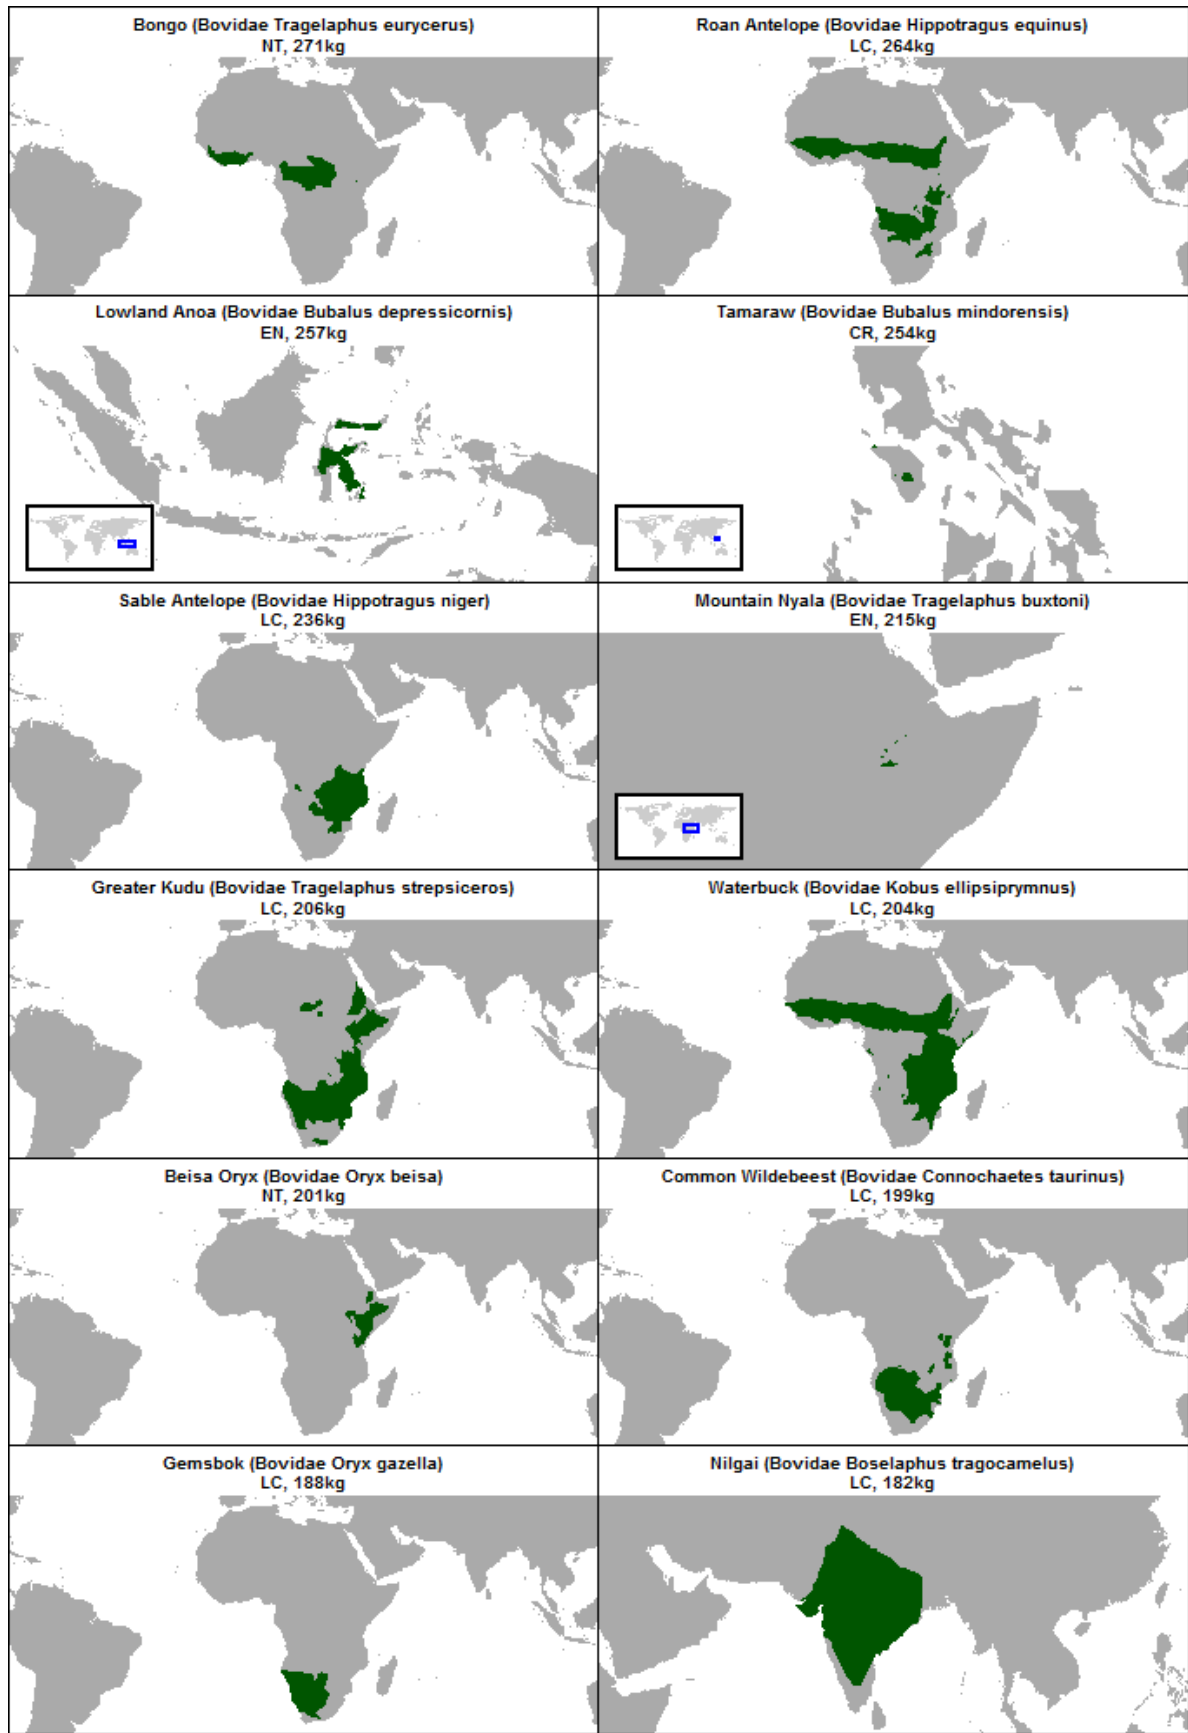 Bongo (Bovidae Tragelaphus eurycerus)
NT, 271kg
Roan Antelope (Bovidae Hippotragus equinus)
LC, 264kg
Lowland Anoa (Bovidae Bubalus depressicornis)
EN, 257kg
Tamaraw (Bovidae Bubalus mindorensis)
CR, 254kg
Sable Antelope (Bovidae Hippotragus niger)
LC, 236kg
Mountain Nyala (Bovidae Tragelaphus buxtoni)
EN, 215kg
Greater Kudu (Bovidae Tragelaphus strepsiceros)
LC, 206kg
Waterbuck (Bovidae Kobus ellipsiprymnus)
LC, 204kg
Beisa Oryx (Bovidae Oryx beisa)
NT, 201kg
Common Wildebeest (Bovidae Connochaetes taurinus)
LC, 199kg
Gemsbok (Bovidae Oryx gazella)
LC, 188kg
Nilgai (Bovidae Boselaphus tragocamelus)
LC, 182kg